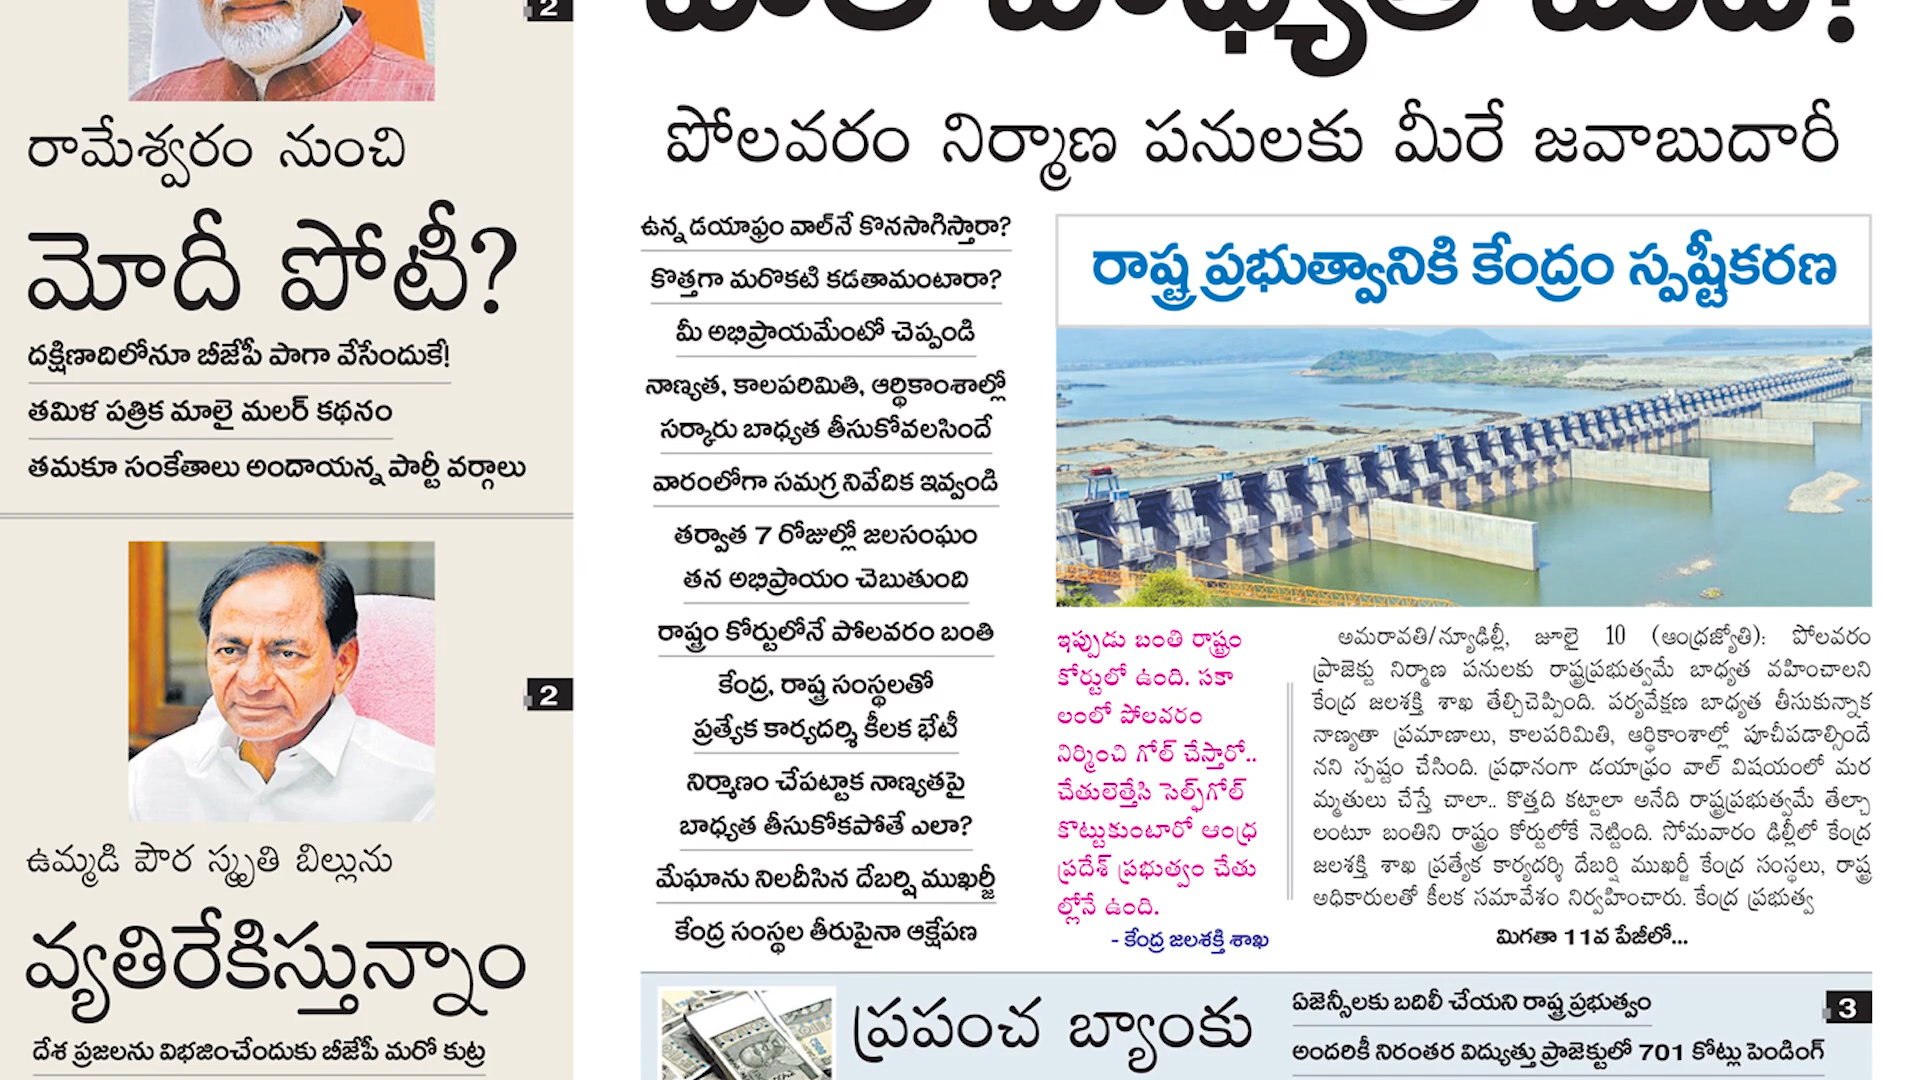 2
రామేశ్వరం నుంచి
మోదీ పోటీ?
దక్షిణాదిలోనూ బీజేపీ పాగా వేసేందుకే!
తమిళ పత్రిక మాలై మలర్ కథనం
తమకూ సంకేతాలు అందాయన్న పార్టీ వర్గాలు
2
ఉమ్మడి పౌర స్మృతి బిల్లును
వ్యతిరేకిస్తున్నాం
దేశ ప్రజలను విభజించేందుకు బీజేపీ మరో కుట్ర
పోలవరం నిర్మాణ పనులకు మీరే జవాబుదారీ
ఉన్న డయాఫ్రం వాల్‌నే కొనసాగిస్తారా?
కొత్తగా మరొకటి కడతామంటారా?
మీ అభిప్రాయమేంటో చెప్పండి
నాణ్యత, కాలపరిమితి, ఆర్థికాంశాల్లో
సర్కారు బాధ్యత తీసుకోవలసిందే
వారంలోగా సమగ్ర నివేదిక ఇవ్వండి
తర్వాత 7 రోజుల్లో జలసంఘం
తన అభిప్రాయం చెబుతుంది
రాష్ట్రం కోర్టులోనే పోలవరం బంతి
కేంద్ర, రాష్ట్ర సంస్థలతో
ప్రత్యేక కార్యదర్శి కీలక భేటీ
నిర్మాణం చేపట్టాక నాణ్యతపై
బాధ్యత తీసుకోకపోతే ఎలా?
మేఘాను నిలదీసిన దేబర్షి ముఖర్జీ
కేంద్ర సంస్థల తీరుపైనా ఆక్షేపణ
రాష్ట్ర ప్రభుత్వానికి కేంద్రం స్పష్టీకరణ
ఇప్పుడు బంతి రాష్ట్రం
కోర్టులో ఉంది. సకా
లంలో పోలవరం
నిర్మించి గోల్ చేస్తారో..
చేతులెత్తేసి సెల్ఫ్‌గోల్
కొట్టుకుంటారో ఆంధ్ర
ప్రదేశ్ ప్రభుత్వం చేతు
ల్లోనే ఉంది.
- కేంద్ర జలశక్తి శాఖ
అమరావతి/న్యూఢిల్లీ, జూలై 10 (ఆంధ్రజ్యోతి): పోలవరం
ప్రాజెక్టు నిర్మాణ పనులకు రాష్ట్రప్రభుత్వమే బాధ్యత వహించాలని
కేంద్ర జలశక్తి శాఖ తేల్చిచెప్పింది. పర్యవేక్షణ బాధ్యత తీసుకున్నాక
నాణ్యతా ప్రమాణాలు, కాలపరిమితి, ఆర్థికాంశాల్లో పూచీపడాల్సిందే
నని స్పష్టం చేసింది. ప్రధానంగా డయాఫ్రం వాల్ విషయంలో మర
మ్మతులు చేస్తే చాలా.. కొత్తది కట్టాలా అనేది రాష్ట్రప్రభుత్వమే తేల్చా
లంటూ బంతిని రాష్ట్రం కోర్టులోకే నెట్టింది. సోమవారం ఢిల్లీలో కేంద్ర
జలశక్తి శాఖ ప్రత్యేక కార్యదర్శి దేబర్షి ముఖర్జీ కేంద్ర సంస్థలు, రాష్ట్ర
అధికారులతో కీలక సమావేశం నిర్వహించారు. కేంద్ర ప్రభుత్వ
మిగతా 11వ పేజీలో...
ప్రపంచ బ్యాంకు
ఏజెన్సీలకు బదిలీ చేయని రాష్ట్ర ప్రభుత్వం
అందరికీ నిరంతర విద్యుత్తు ప్రాజెక్టులో 701 కోట్లు పెండింగ్
3